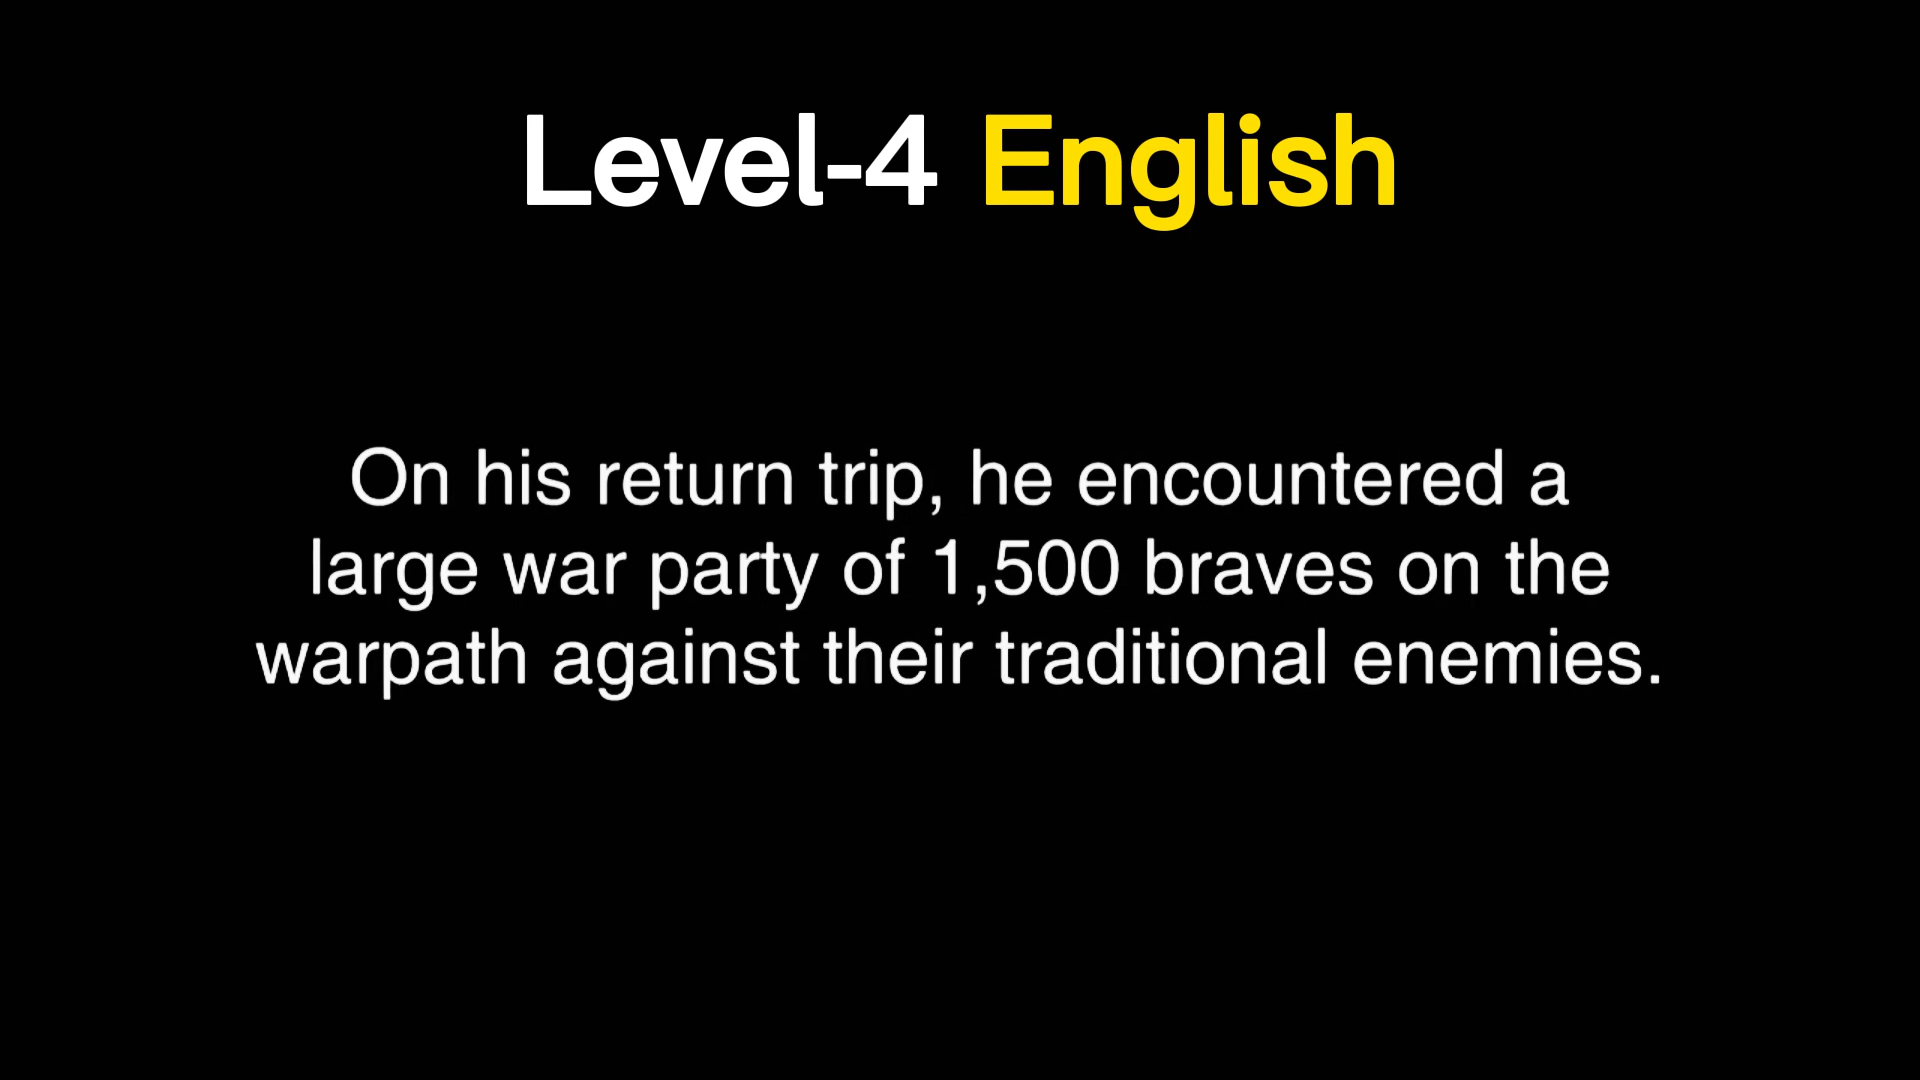 Level-4 English
On his return trip, he encountered a
large war party of 1,500 braves on the
warpath against their traditional enemies.